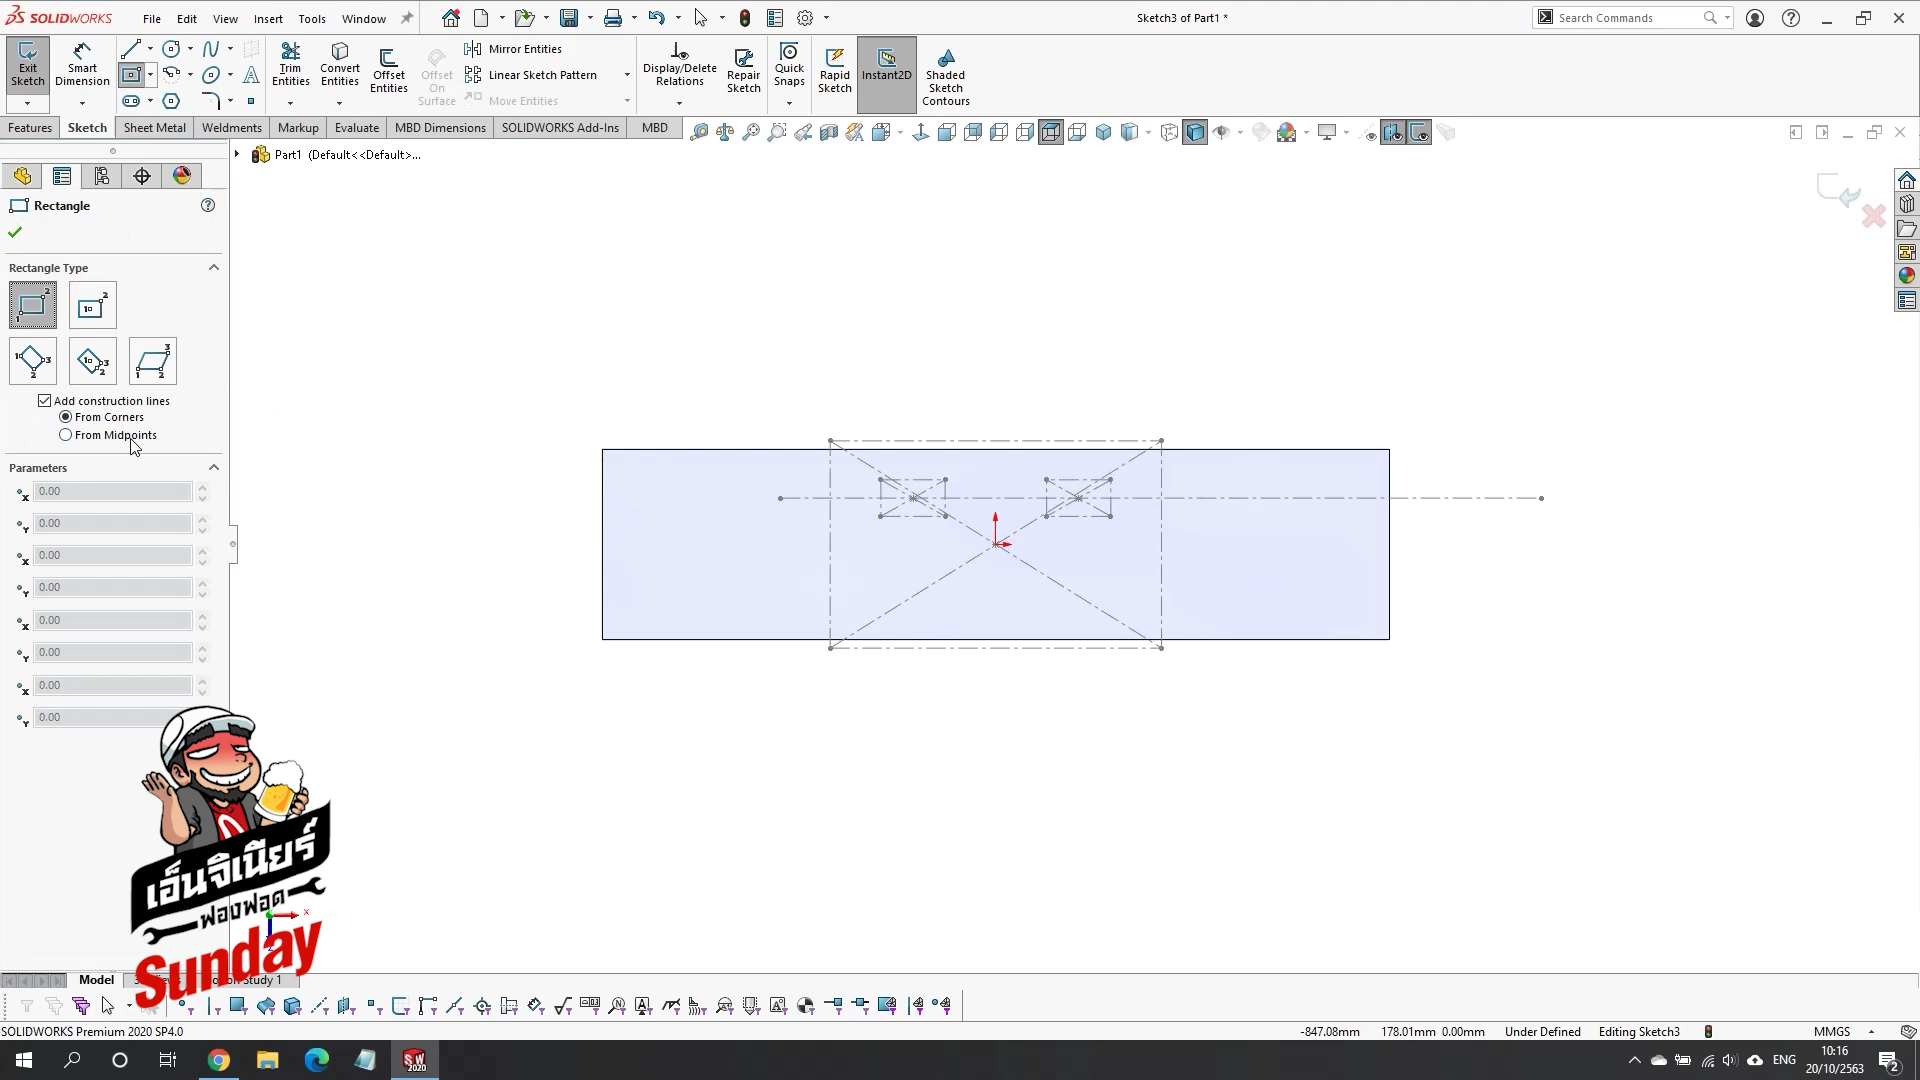 SOLIDWORKS
File Edit View Insert Tools Window
Sketch3 of Part1 *
Search Commands
Exit Sketch
Smart Dimension
Trim Entities
Convert Entities
Offset Entities
Offset On Surface
Mirror Entities
Linear Sketch Pattern
Move Entities
Display/Delete Relations
Repair Sketch
Quick Snaps
Rapid Sketch
Instant2D
Shaded Sketch Contours
Features Sketch Sheet Metal Weldments Markup Evaluate MBD Dimensions SOLIDWORKS Add-Ins MBD
Part1 (Default<<Default>...
Rectangle
Rectangle Type
Add construction lines
From Corners
From Midpoints
Parameters
0.00
0.00
0.00
0.00
0.00
0.00
0.00
0.00
เอ็นจิเนียร์
ฟองฟอด
Sunday
Model
Study 1
SOLIDWORKS Premium 2020 SP4.0
-847.08mm 178.01mm 0.00mm Under Defined Editing Sketch3 MMGS
ENG
10:16
20/10/2563